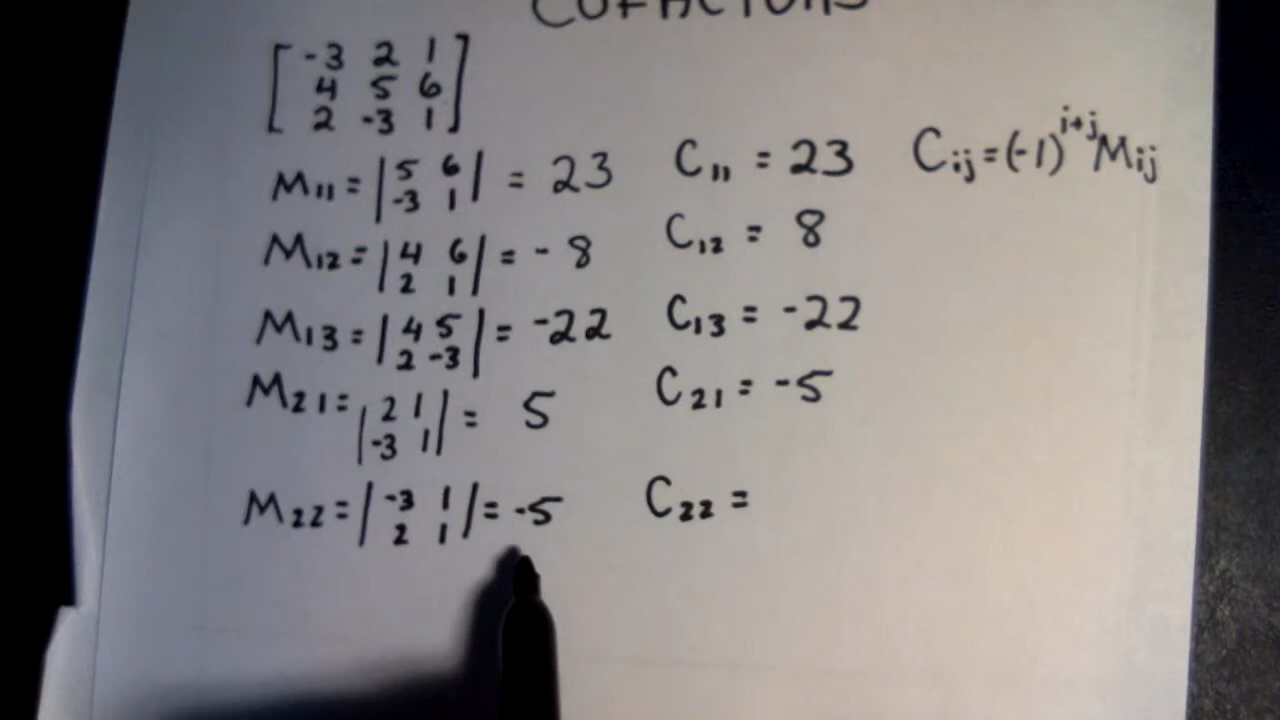 COFACTORS
[ -3 2 1
4 5 6
2 -3 1 ]
M11 = | 5 6 | = 23 C11 = 23 Cij = (-1)^i+j Mij
-3 1
M12 = | 4 6 | = -8 C12 = 8
2 1
M13 = | 4 5 | = -22 C13 = -22
2 -3
M21 = | 2 1 | = 5 C21 = -5
-3 1
M22 = | -3 1 | = -5 C22 =
2 1